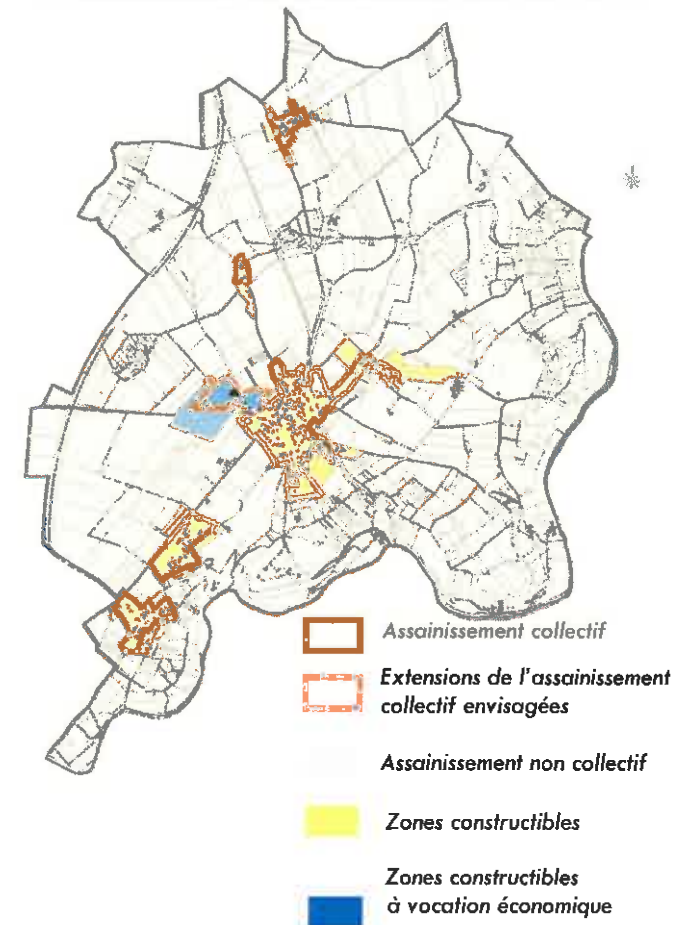 Assainissement collectif
Extensions de l'assainissement
collectif envisagées
Assainissement non collectif
Zones constructibles
Zones constructibles
à vocation économique